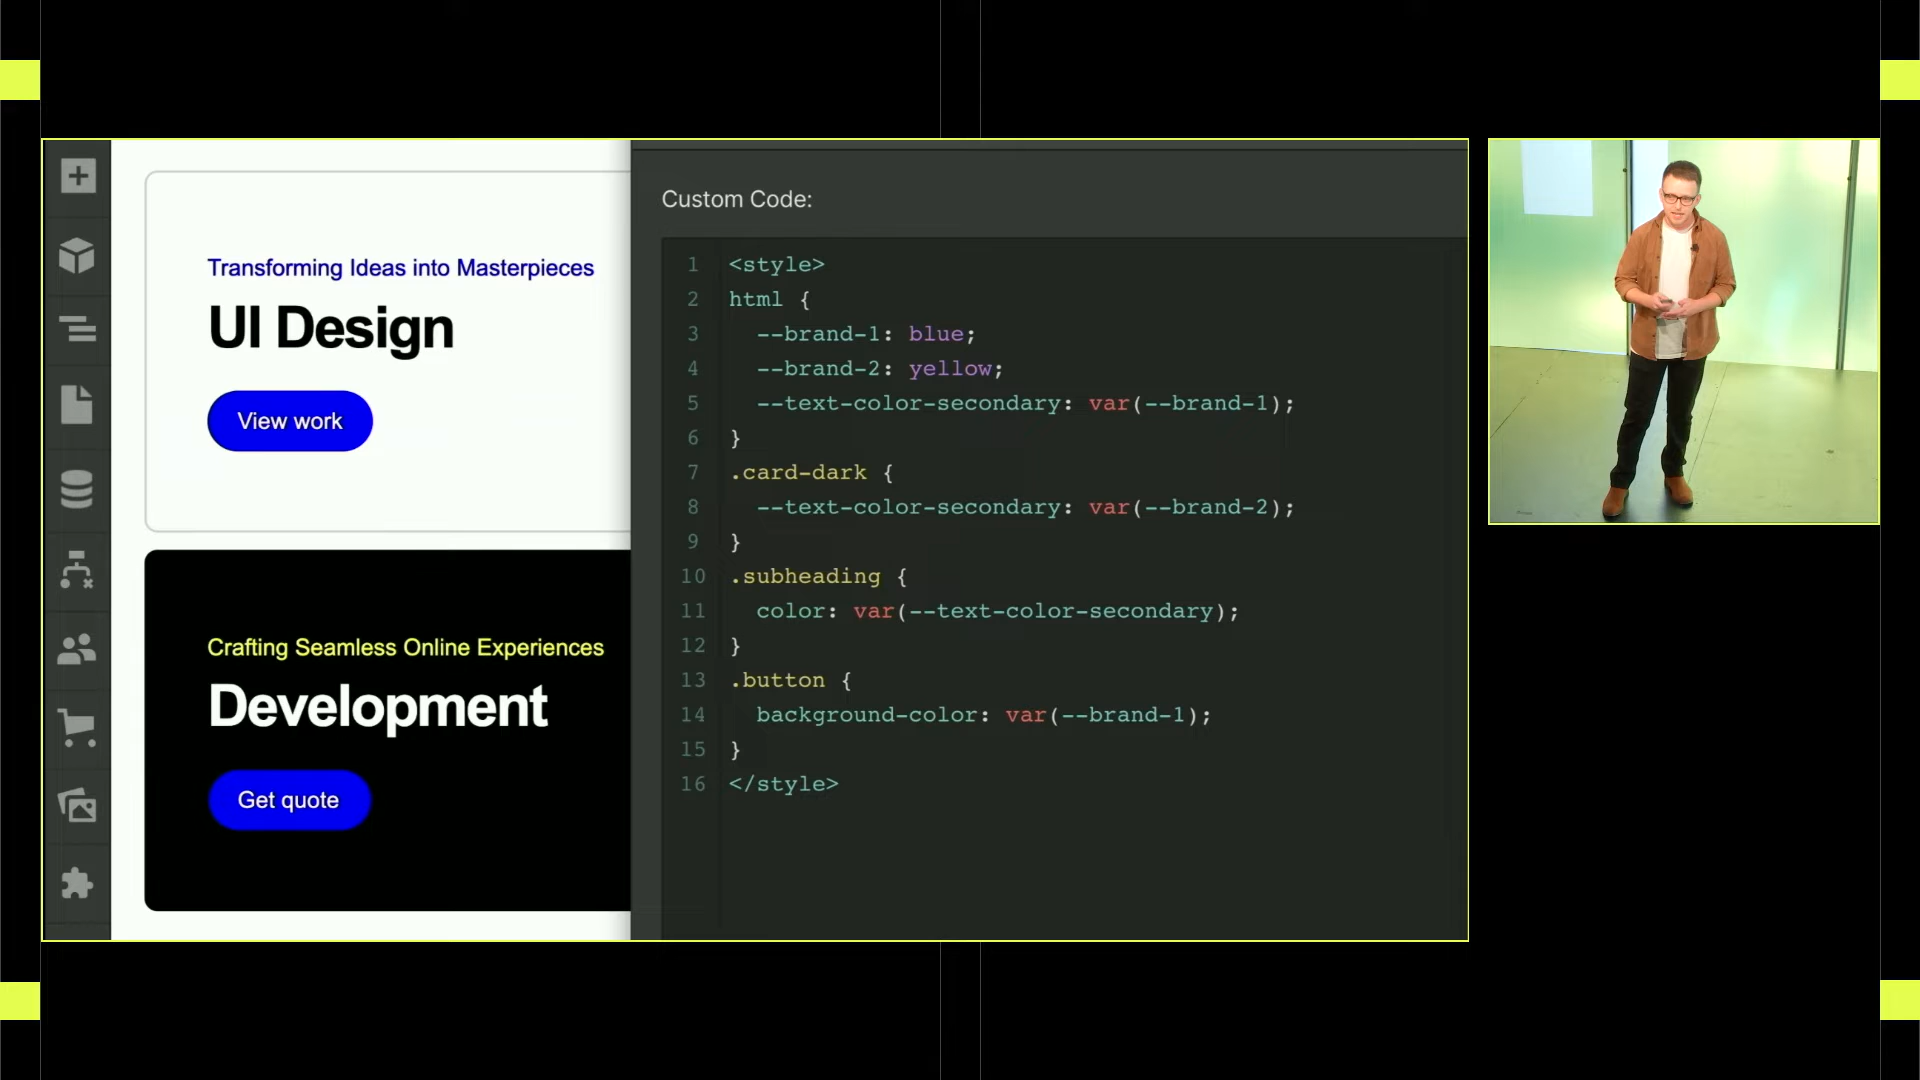 Transforming Ideas into Masterpieces
UI Design
View work
Crafting Seamless Online Experiences
Development
Get quote
Custom Code:
1 <style>
2 html {
3 --brand-1: blue;
4 --brand-2: yellow;
5 --text-color-secondary: var(--brand-1);
6 }
7 .card-dark {
8 --text-color-secondary: var(--brand-2);
9 }
10 .subheading {
11 color: var(--text-color-secondary);
12 }
13 .button {
14 background-color: var(--brand-1);
15 }
16 </style>